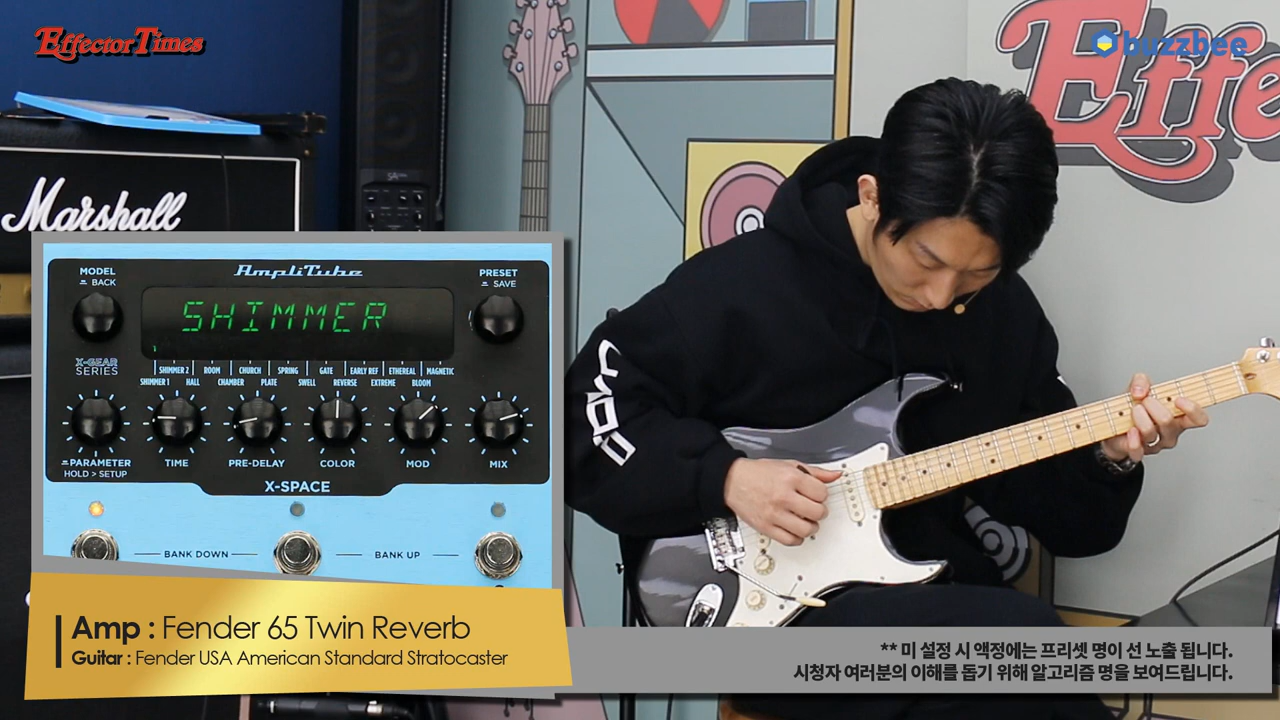 Effector Times
buzzbee
Effe
Marshall
MODEL
BACK
AmpliTube
PRESET
SAVE
SHIMMER
X-GEAR
SERIES
SHIMMER 2 ROOM CHURCH SPRING GATE EARLY REF ETHEREAL MAGNETIC
SHIMMER 1 HALL CHAMBER PLATE SWELL REVERSE EXTREME BLOOM
PARAMETER TIME PRE-DELAY COLOR MOD MIX
HOLD > SETUP
X-SPACE
BANK DOWN BANK UP
Amp : Fender 65 Twin Reverb
Guitar : Fender USA American Standard Stratocaster
** 미 설정 시 액정에는 프리셋 명이 선 노출 됩니다.
시청자 여러분의 이해를 돕기 위해 알고리즘 명을 보여드립니다.